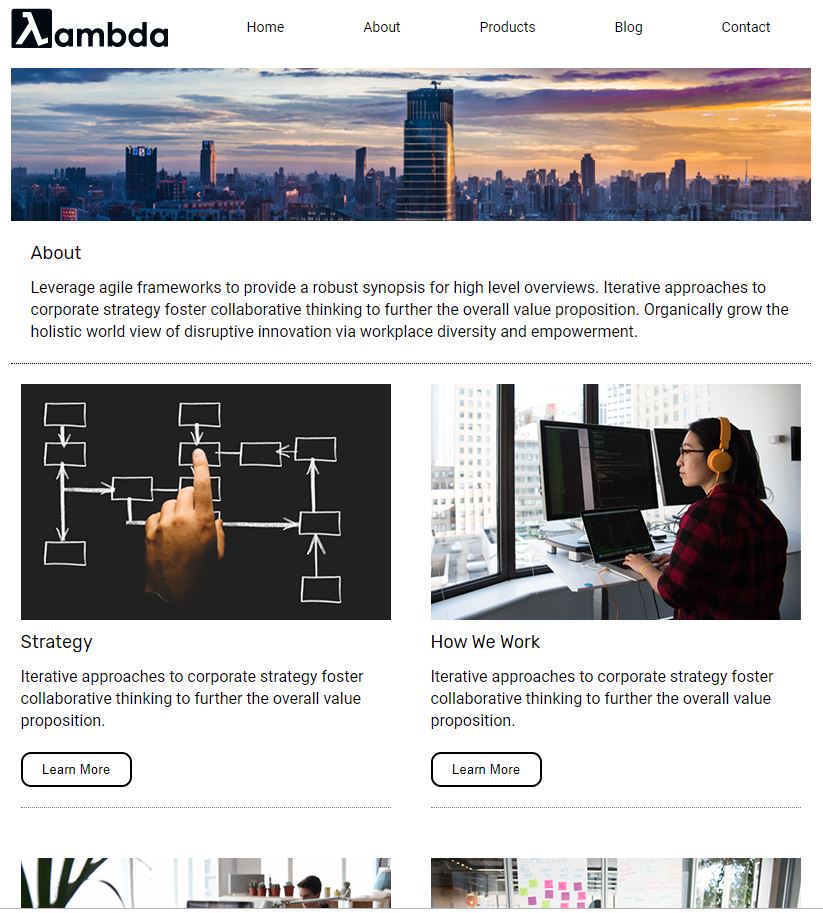 λambda
Home About Products Blog Contact
About
Leverage agile frameworks to provide a robust synopsis for high level overviews. Iterative approaches to
corporate strategy foster collaborative thinking to further the overall value proposition. Organically grow the
holistic world view of disruptive innovation via workplace diversity and empowerment.
Strategy
Iterative approaches to corporate strategy foster
collaborative thinking to further the overall value
proposition.
Learn More
How We Work
Iterative approaches to corporate strategy foster
collaborative thinking to further the overall value
proposition.
Learn More